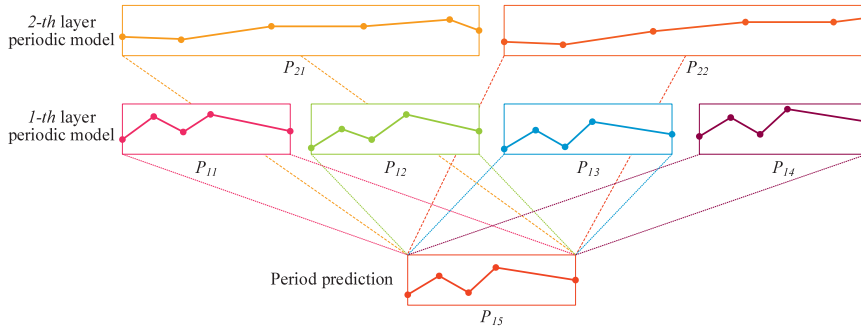 2-th layer
periodic model
P21
P22
1-th layer
periodic model
P11
P12
P13
P14
Period prediction
P15